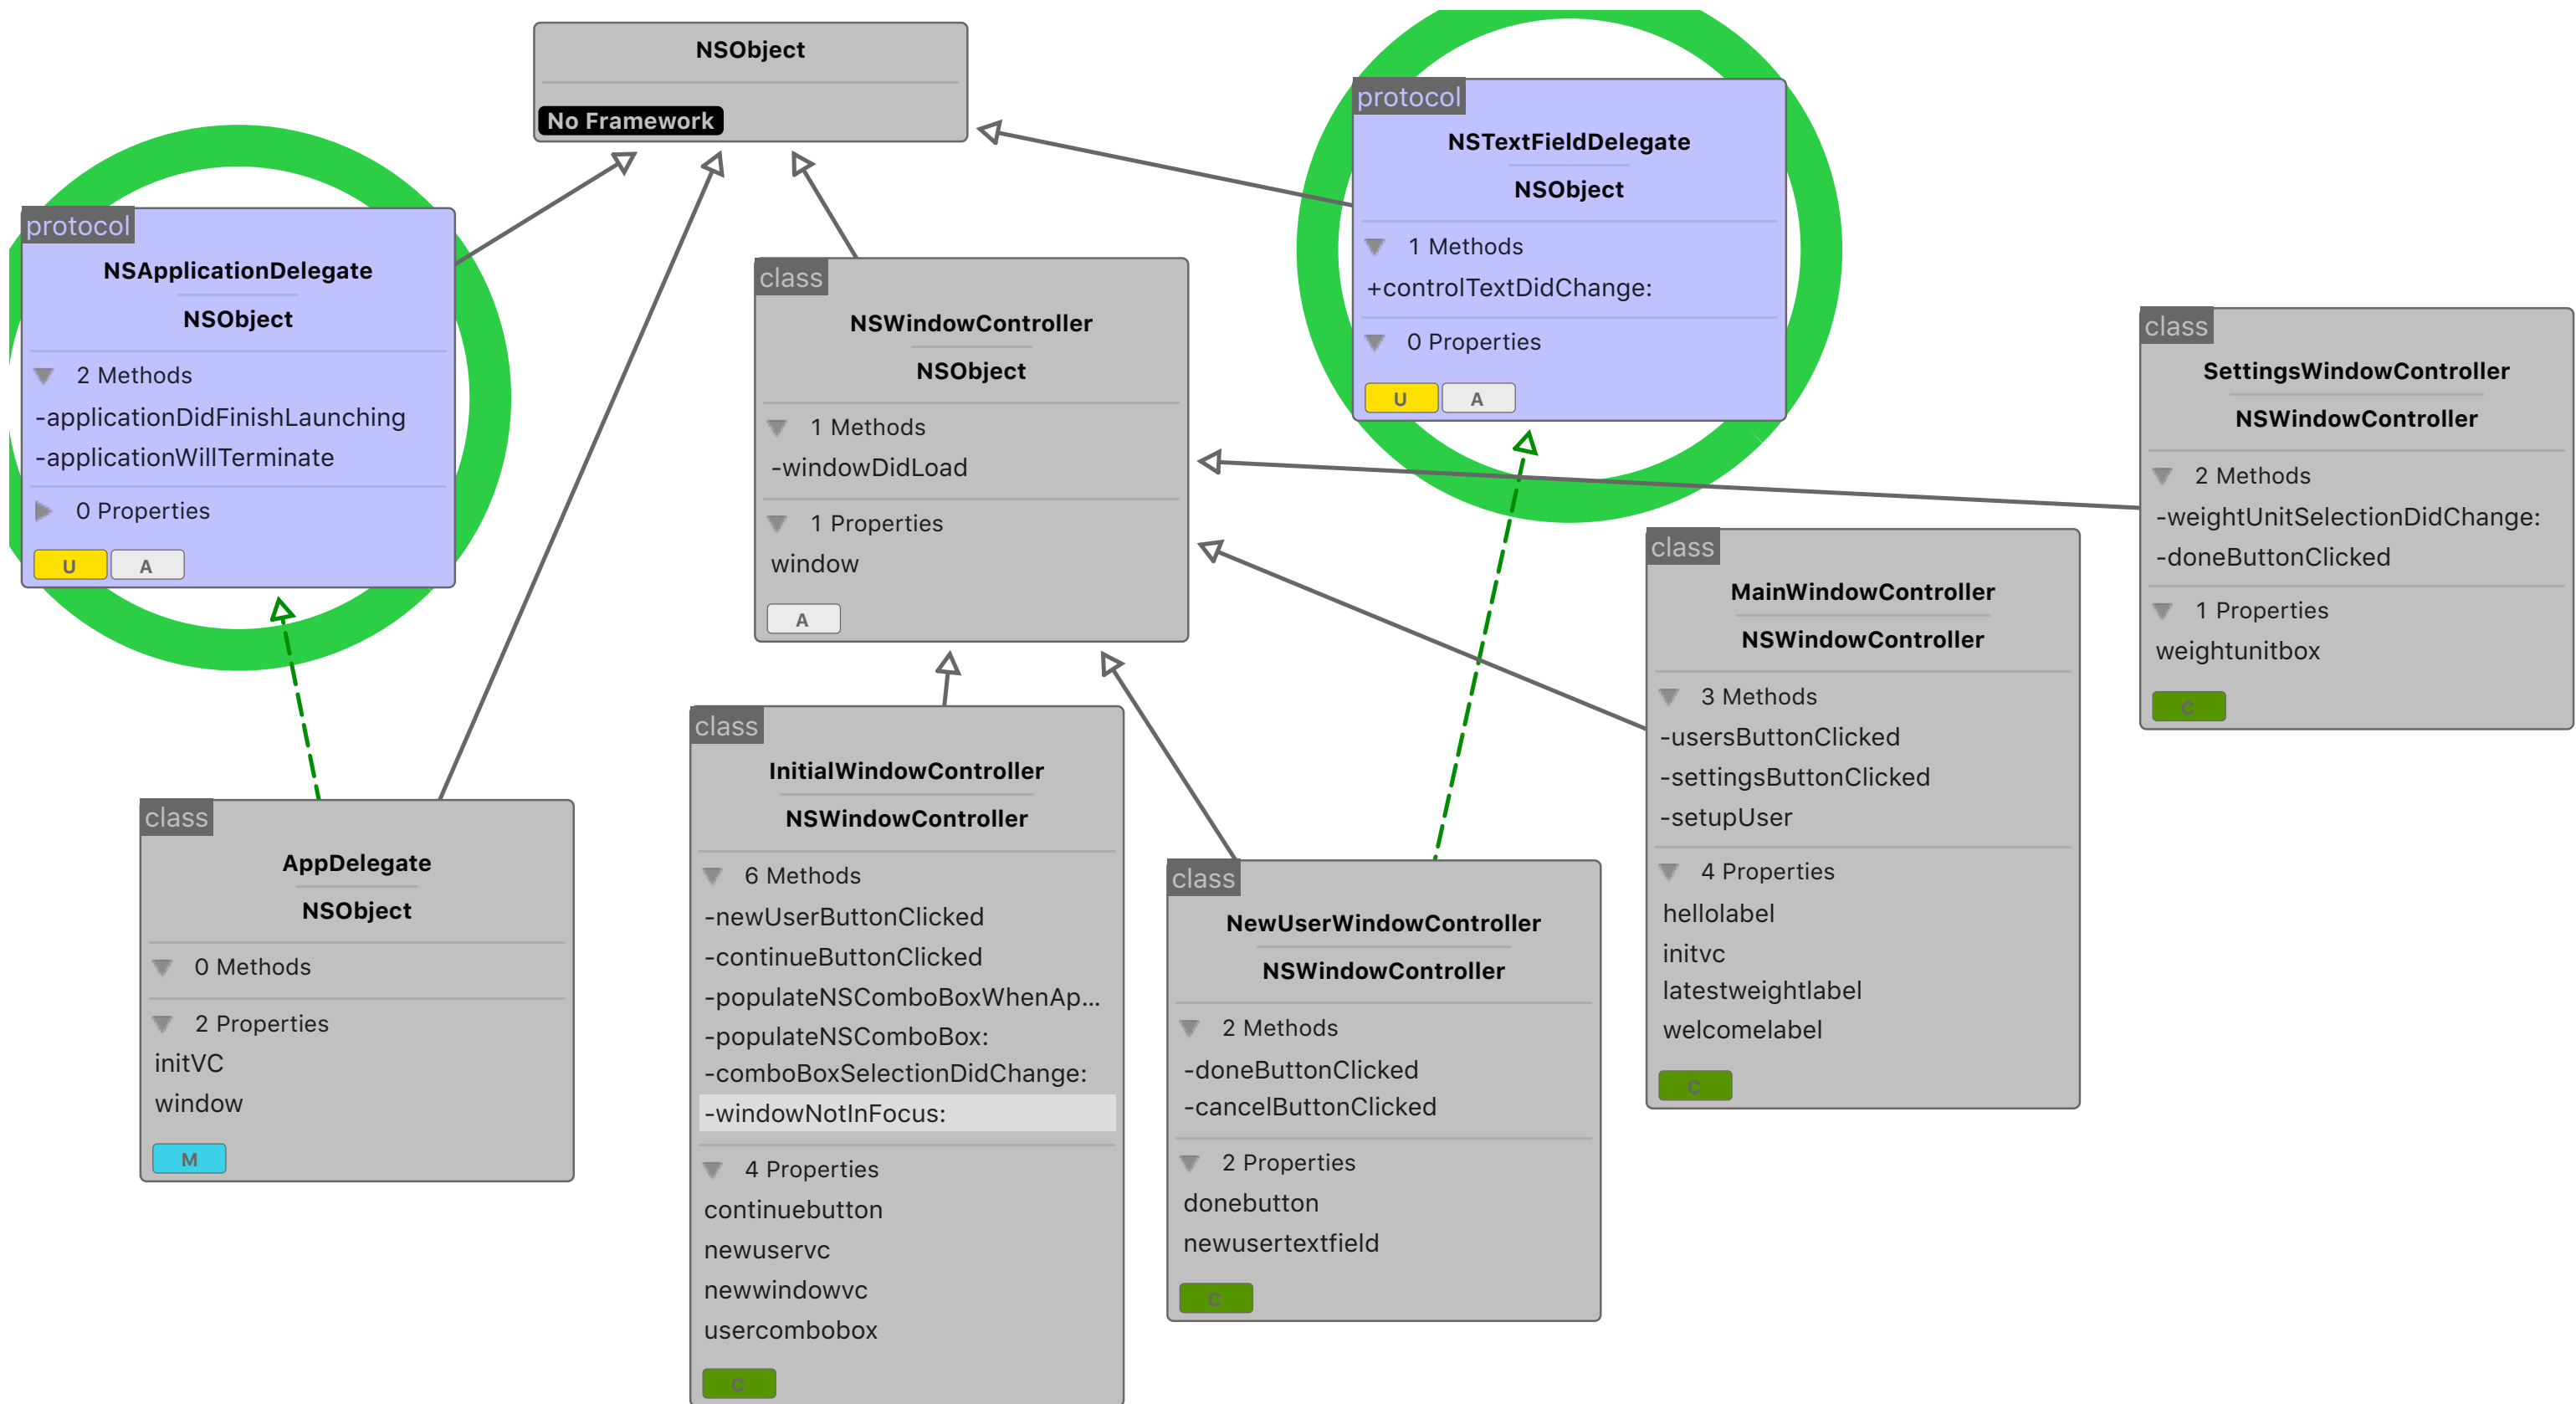 NSObject
No Framework
protocol
NSApplicationDelegate
NSObject
2 Methods
-applicationDidFinishLaunching
-applicationWillTerminate
0 Properties
U A
class
NSWindowController
NSObject
1 Methods
-windowDidLoad
1 Properties
window
A
protocol
NSTextFieldDelegate
NSObject
1 Methods
+controlTextDidChange:
0 Properties
U A
class
SettingsWindowController
NSWindowController
2 Methods
-weightUnitSelectionDidChange:
-doneButtonClicked
1 Properties
weightunitbox
C
class
AppDelegate
NSObject
0 Methods
2 Properties
initVC
window
M
class
InitialWindowController
NSWindowController
6 Methods
-newUserButtonClicked
-continueButtonClicked
-populateNSComboBoxWhenAp...
-populateNSComboBox:
-comboBoxSelectionDidChange:
-windowNotInFocus:
4 Properties
continuebutton
newuservc
newwindowvc
usercombobox
C
class
NewUserWindowController
NSWindowController
2 Methods
-doneButtonClicked
-cancelButtonClicked
2 Properties
donebutton
newusertextfield
C
class
MainWindowController
NSWindowController
3 Methods
-usersButtonClicked
-settingsButtonClicked
-setupUser
4 Properties
hellolabel
initvc
latestweightlabel
welcomelabel
C